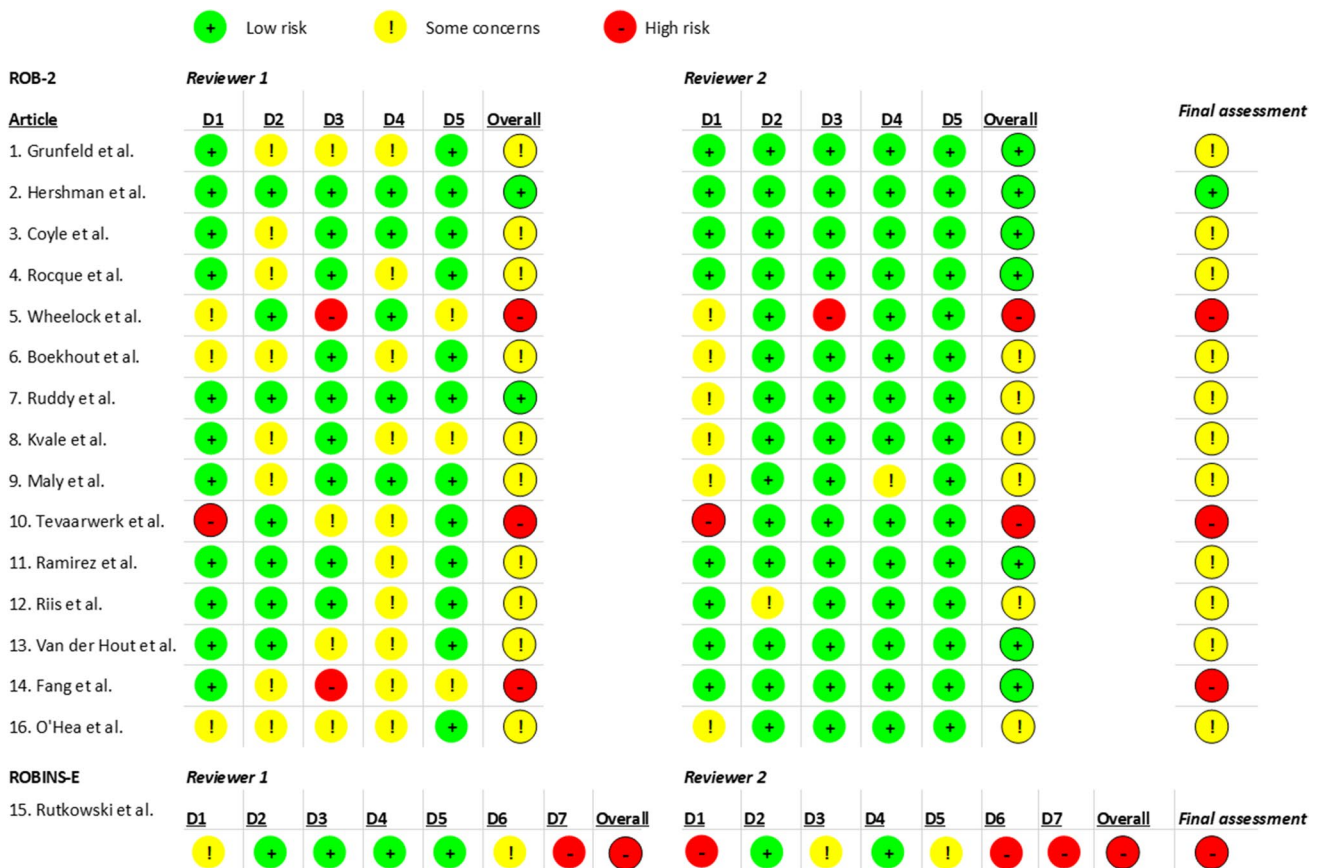 + Low risk ! Some concerns - High risk
ROB-2 Reviewer 1 Reviewer 2
Article D1 D2 D3 D4 D5 Overall D1 D2 D3 D4 D5 Overall Final assessment
1. Grunfeld et al. + ! ! ! + ! + + + + + + !
2. Hershman et al. + + + + + + + + + + + + +
3. Coyle et al. + ! + + + ! + + + + + + !
4. Rocque et al. + ! + ! + ! + + + + + + !
5. Wheelock et al. ! + - + ! - ! + - + + - -
6. Boekhout et al. ! ! + ! + ! ! + + + + ! !
7. Ruddy et al. + + + + + + ! + + + + ! !
8. Kvale et al. + ! + ! ! ! ! + + + + ! !
9. Maly et al. + ! + + + ! ! + + ! + ! !
10. Tevaarwerk et al. - + ! ! + - - + + + + - -
11. Ramirez et al. + + + ! + ! + + + + + + !
12. Riis et al. + + + ! + ! + ! + + + ! !
13. Van der Hout et al. + + ! ! + ! + + + + + + !
14. Fang et al. + ! - ! ! - + + + + + + -
16. O'Hea et al. ! ! ! ! + ! ! + + + + ! !
ROBINS-E Reviewer 1 Reviewer 2
15. Rutkowski et al. D1 D2 D3 D4 D5 D6 D7 Overall D1 D2 D3 D4 D5 D6 D7 Overall Final assessment
! + + + + ! - - - + ! + ! - - - -